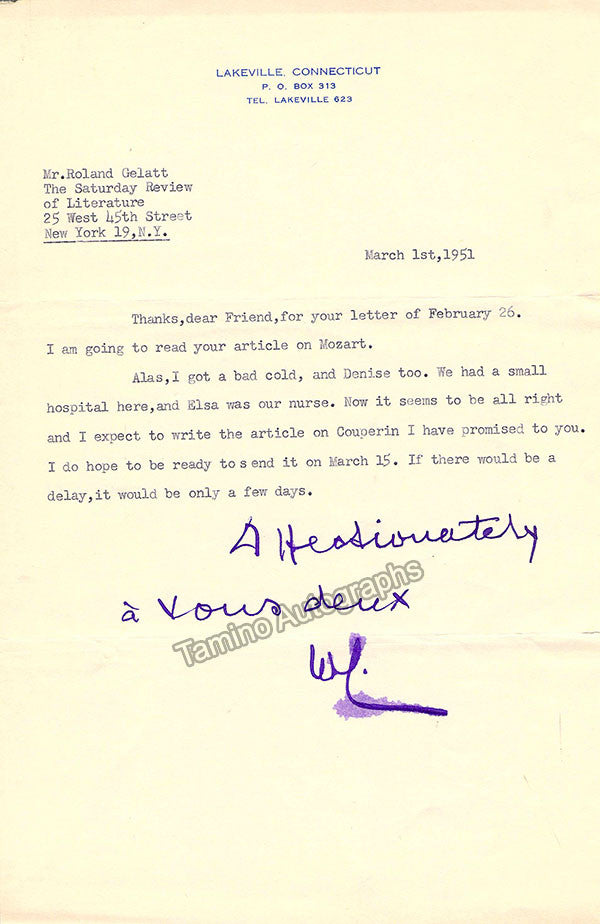 LAKEVILLE, CONNECTICUT
P. O. BOX 313
TEL. LAKEVILLE 623
Mr.Roland Gelatt
The Saturday Review
of Literature
25 West 45th Street
New York 19,N.Y.
March 1st,1951
Thanks,dear Friend,for your letter of February 26.
I am going to read your article on Mozart.
Alas,I got a bad cold, and Denise too. We had a small
hospital here,and Elsa was our nurse. Now it seems to be all right
and I expect to write the article on Couperin I have promised to you.
I do hope to be ready to s end it on March 15. If there would be a
delay,it would be only a few days.
Affectionately
à vous deux
Tamino Autographs
WL.